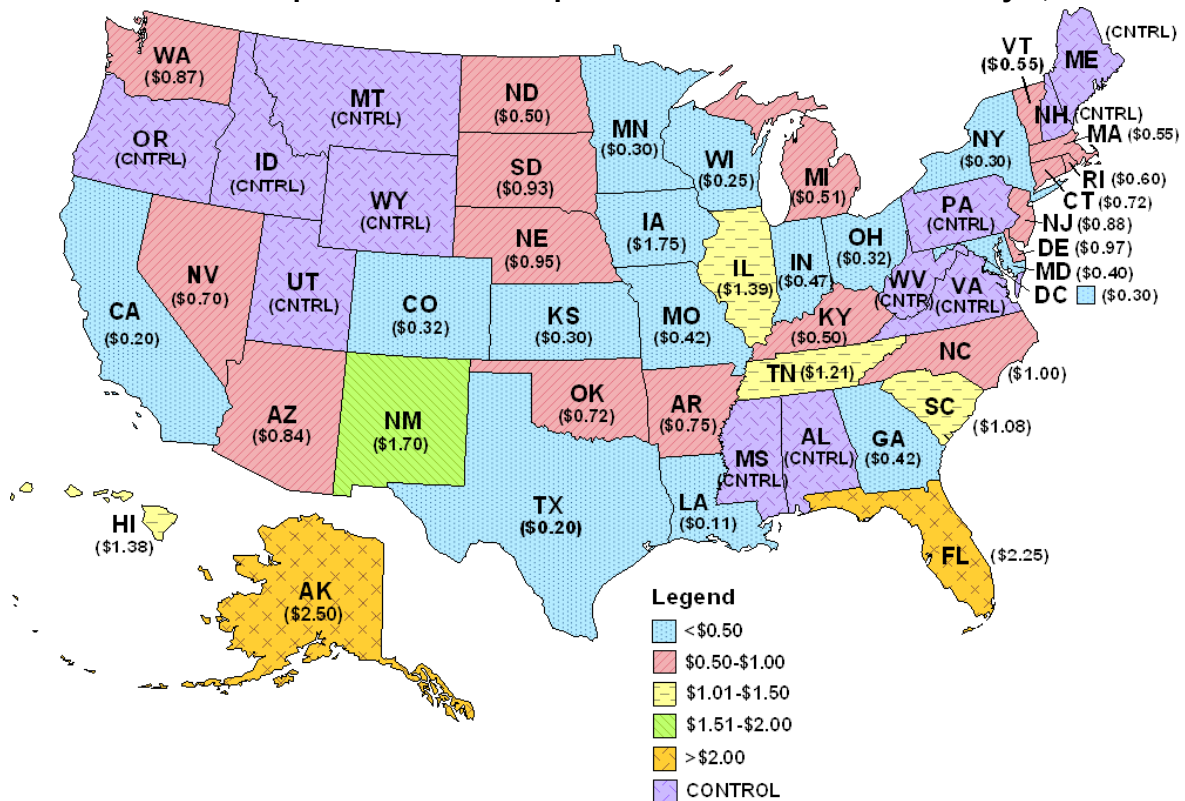 WA
($0.87)
OR
(CNTRL)
CA
($0.20)
NV
($0.70)
ID
(CNTRL)
MT
(CNTRL)
WY
(CNTRL)
UT
(CNTRL)
AZ
($0.84)
CO
($0.32)
NM
($1.70)
ND
($0.50)
SD
($0.93)
NE
($0.95)
KS
($0.30)
OK
($0.72)
TX
($0.20)
MN
($0.30)
IA
($1.75)
MO
($0.42)
AR
($0.75)
LA
($0.11)
WI
($0.25)
IL
($1.39)
MI
($0.51)
IN
($0.47)
OH
($0.32)
KY
($0.50)
TN ($1.21)
MS
(CNTRL)
AL
(CNTRL)
GA
($0.42)
FL
($2.25)
SC
($1.08)
NC
($1.00)
WV
(CNTR
VA
(CNTRL)
PA
(CNTRL)
NY
($0.30)
VT
($0.55)
ME
(CNTRL)
NH (CNTRL)
MA ($0.55)
RI ($0.60)
CT ($0.72)
NJ ($0.88)
DE ($0.97)
MD ($0.40)
DC ($0.30)
HI
($1.38)
AK
($2.50)
Legend
<$0.50
$0.50-$1.00
$1.01-$1.50
$1.51-$2.00
>$2.00
CONTROL